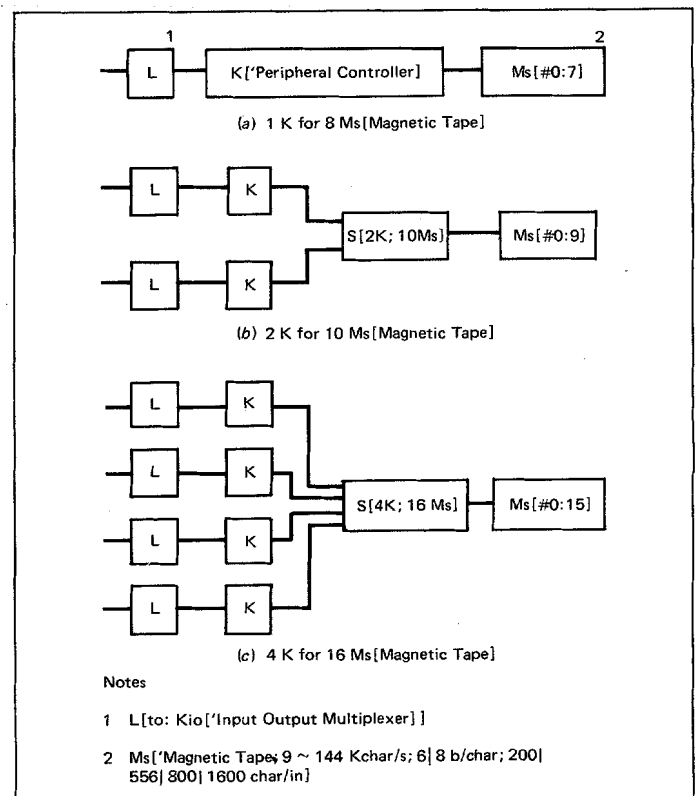 1 2
L K['Peripheral Controller] Ms[#0:7]
(a) 1 K for 8 Ms[Magnetic Tape]
L K
S[2K; 10Ms] Ms[#0:9]
L K
(b) 2 K for 10 Ms[Magnetic Tape]
L K
L K
S[4K; 16 Ms] Ms[#0:15]
L K
L K
(c) 4 K for 16 Ms[Magnetic Tape]
Notes
1 L[to: Kio['Input Output Multiplexer] ]
2 Ms['Magnetic Tape; 9 ~ 144 Kchar/s; 6| 8 b/char; 200|
556| 800| 1600 char/in]